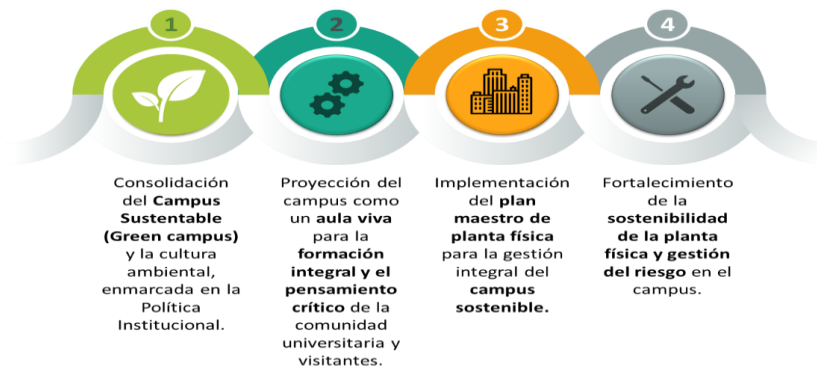 1
Consolidación
del Campus
Sustentable
(Green campus)
y la cultura
ambiental,
enmarcada en la
Política
Institucional.
2
Proyección del
campus como
un aula viva
para la
formación
integral y el
pensamiento
crítico de la
comunidad
universitaria y
visitantes.
3
Implementación
del plan
maestro de
planta física
para la gestión
integral del
campus
sostenible.
4
Fortalecimiento
de la
sostenibilidad
de la planta
física y gestión
del riesgo en el
campus.